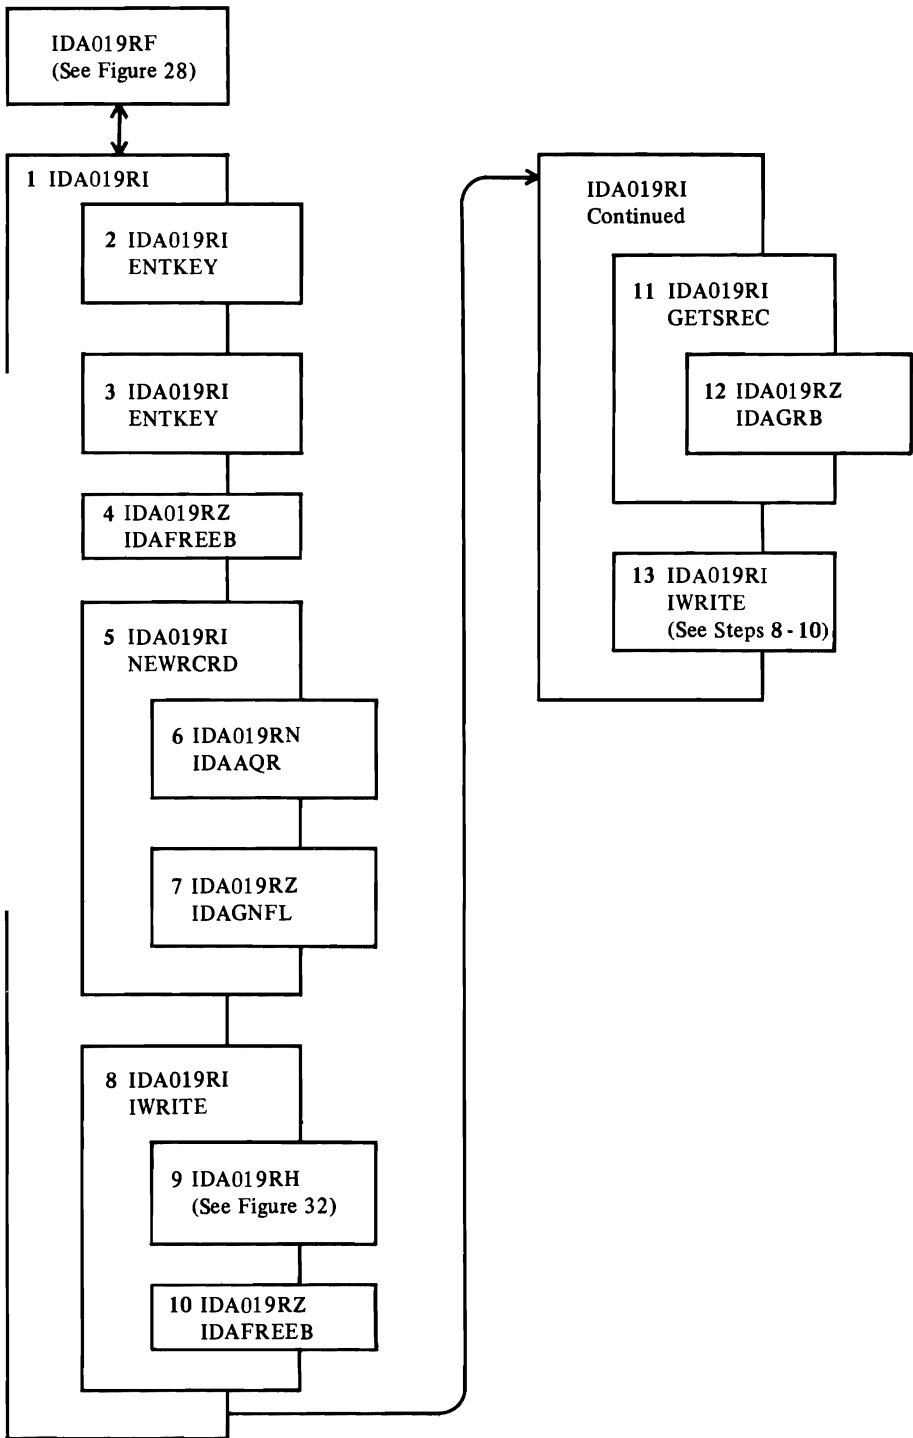 IDA019RF
(See Figure 28)
1 IDA019RI
2 IDA019RI
ENTKEY
3 IDA019RI
ENTKEY
4 IDA019RZ
IDAFREEB
5 IDA019RI
NEWRCRD
6 IDA019RN
IDAAQR
7 IDA019RZ
IDAGNFL
8 IDA019RI
IWRITE
9 IDA019RH
(See Figure 32)
10 IDA019RZ
IDAFREEB
IDA019RI
Continued
11 IDA019RI
GETSREC
12 IDA019RZ
IDAGRB
13 IDA019RI
IWRITE
(See Steps 8 - 10)